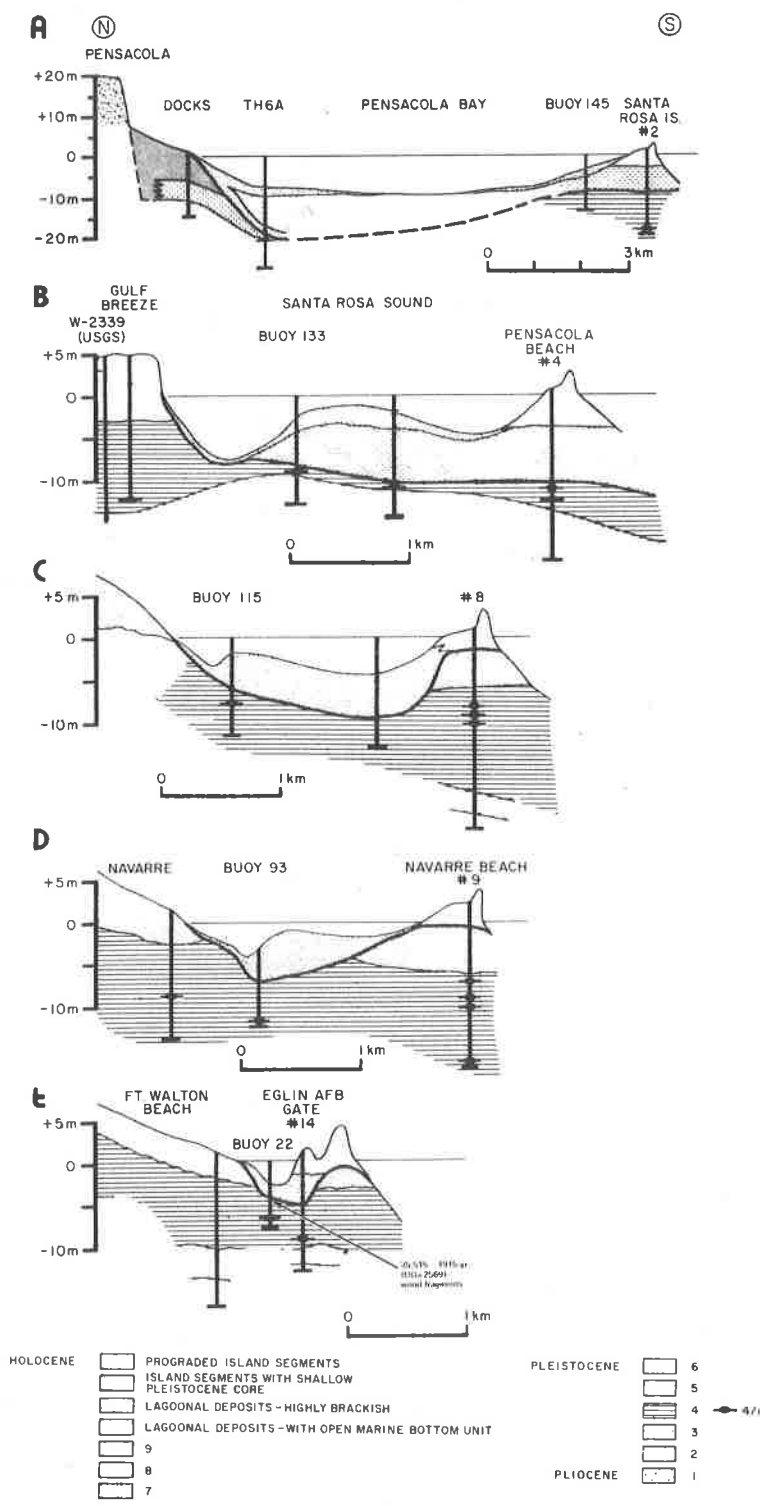 A
N
S
PENSACOLA
+20m
+10m
0
-10m
-20m
DOCKS
TH6A
PENSACOLA BAY
BUOY 145
SANTA
ROSA IS.
#2
0 3km
B
GULF
BREEZE
W-2339
(USGS)
SANTA ROSA SOUND
BUOY 133
PENSACOLA
BEACH
#4
+5m
0
-10m
0 1km
C
BUOY 115
#8
+5m
0
-10m
0 1km
D
NAVARRE
BUOY 93
NAVARRE BEACH
#9
+5m
0
-10m
0 1km
E
FT. WALTON
BEACH
EGLIN AFB
GATE
#14
BUOY 22
+5m
0
-10m
wood fragments
0 1km
HOLOCENE
PROGRADED ISLAND SEGMENTS
ISLAND SEGMENTS WITH SHALLOW
PLEISTOCENE CORE
LAGOONAL DEPOSITS-HIGHLY BRACKISH
LAGOONAL DEPOSITS-WITH OPEN MARINE BOTTOM UNIT
9
8
7
PLEISTOCENE
6
5
4
3
2
PLIOCENE
1